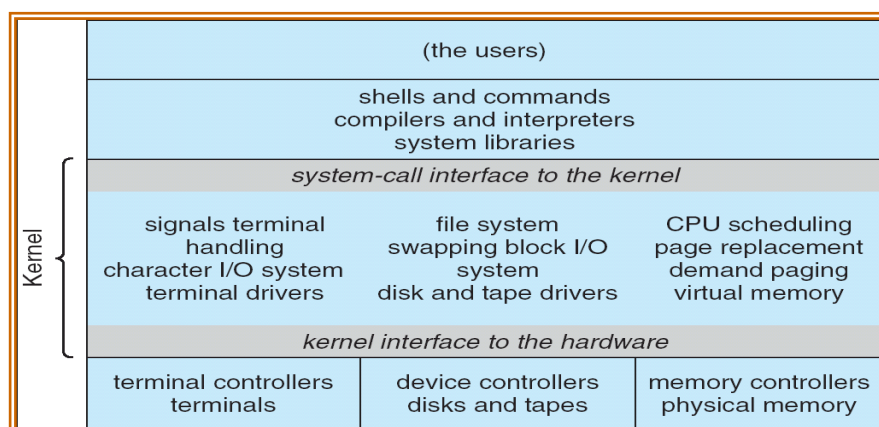 (the users)
shells and commands
compilers and interpreters
system libraries
Kernel
system-call interface to the kernel
signals terminal
handling
character I/O system
terminal drivers
file system
swapping block I/O
system
disk and tape drivers
CPU scheduling
page replacement
demand paging
virtual memory
kernel interface to the hardware
terminal controllers
terminals
device controllers
disks and tapes
memory controllers
physical memory